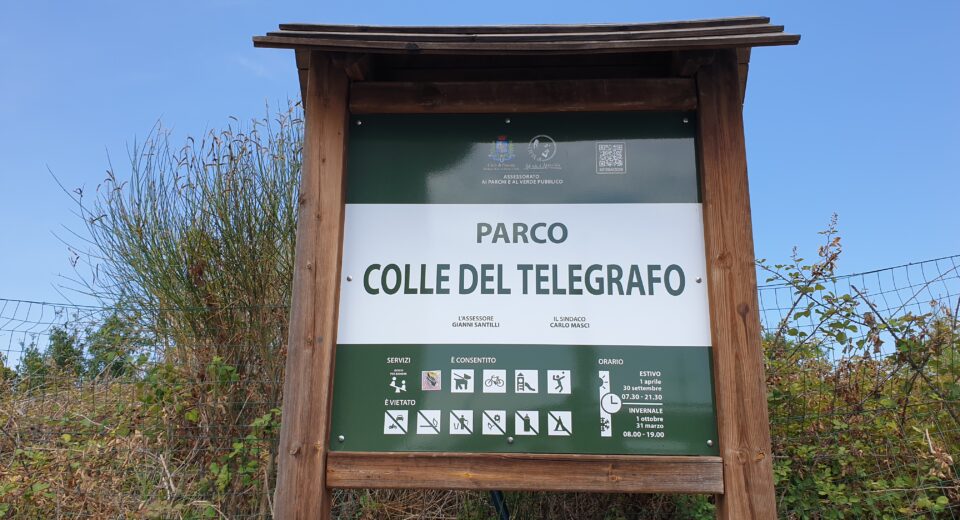 ASSESSORATO
AI PARCHI E AL VERDE PUBBLICO
PARCO
COLLE DEL TELEGRAFO
L'ASSESSORE
GIANNI SANTILLI
IL SINDACO
CARLO MASCI
SERVIZI
È CONSENTITO
È VIETATO
ORARIO
ESTIVO
1 aprile
30 settembre
07.30 - 21.30
INVERNALE
1 ottobre
31 marzo
08.00 - 19.00